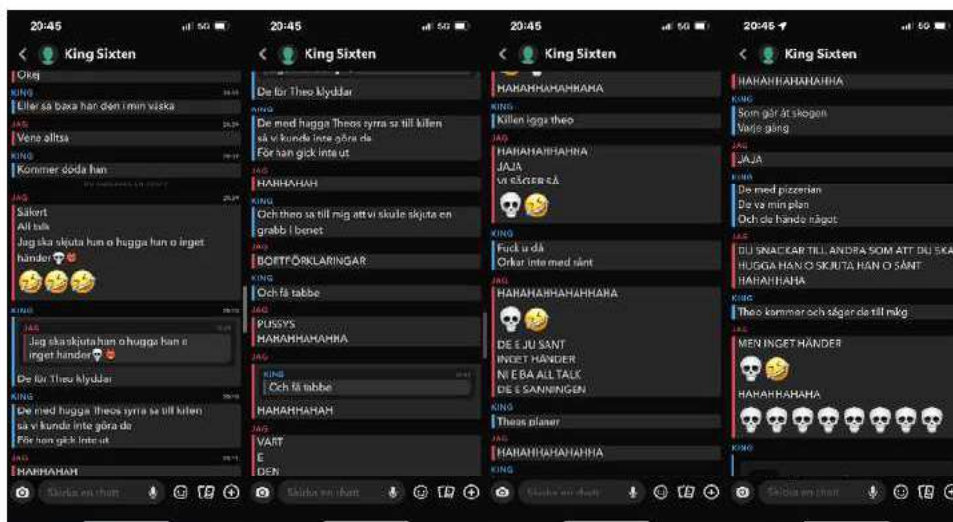 20:45
5G
King Sixten
Okej
KING
Eller så baxa han den i min väska
JAG
Vene alltså
KING
Kommer döda han
JAG
Säkert
All talk
Jag ska skjuta han o hugga han o inget
händer💀👹
🤣🤣🤣
KING
JAG
Jag ska skjuta han o hugga han o
inget händer💀👹
De för Theo klyddar
KING
De med hugga Theos syrra sa till killen
så vi kunde inte göra de
För han gick inte ut
JAG
HAHHAHAH
Skicka en chatt
20:45
5G
King Sixten
De för Theo klyddar
KING
De med hugga Theos syrra sa till killen
så vi kunde inte göra de
För han gick inte ut
JAG
HAHHAHAH
KING
Och theo sa till mig att vi skulle skjuta en
grabb i benet
JAG
BORTFÖRKLARINGAR
KING
Och få tabbe
JAG
PUSSYS
HAHAHHAHAHHA
JAG
KING
Och få tabbe
HAHAHHAHAH
JAG
VART
E
DEN
Skicka en chatt
20:45
5G
King Sixten
HAHAHHAHAHHAHA
KING
Killen igga theo
JAG
HAHAHHAHAHHA
JAJA
VI SÄGER SÅ
💀🤣
KING
Fuck u då
Orkar inte med sånt
JAG
HAHAHAHHAHAHHAHA
💀🤣
DE E JU SANT
INGET HÄNDER
NI E BA ALL TALK
DE E SANNINGEN
KING
Theos planer
JAG
HAHAHHAHAHAHHA
KING
Skicka en chatt
20:45
5G
King Sixten
HAHAHHAHAHAHHA
KING
Som går åt skogen
Varje gång
JAG
JAJA
KING
De med pizzerian
De va min plan
Och de hände något
JAG
DU SNACKAR TILL ANDRA SOM ATT DU SKA
HUGGA HAN O SKJUTA HAN O SÅNT
HAHAHHAHA
KING
Theo kommer och säger de till mig
JAG
MEN INGET HÄNDER
💀🤣
HAHAHHAHAHA
💀💀💀💀💀💀💀💀
KING
Skicka en chatt